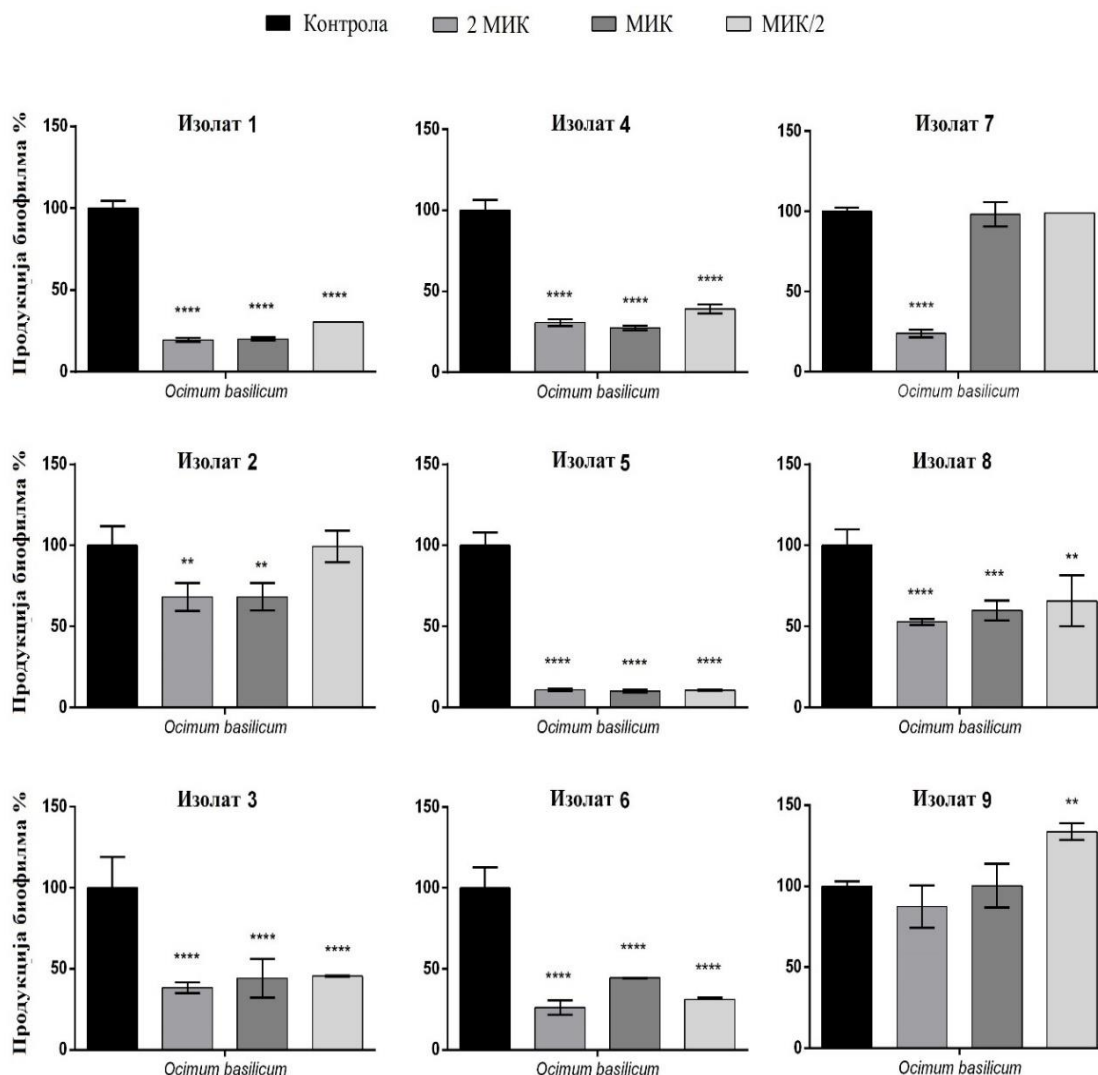 Контрола 2 МИК МИК МИК/2
Изолат 1
Продукција биофилма %
150
100
50
0
****
****
****
Ocimum basilicum
Изолат 4
150
100
50
0
****
****
****
Ocimum basilicum
Изолат 7
150
100
50
0
****
Ocimum basilicum
Изолат 2
Продукција биофилма %
150
100
50
0
**
**
Ocimum basilicum
Изолат 5
150
100
50
0
****
****
****
Ocimum basilicum
Изолат 8
150
100
50
0
****
***
**
Ocimum basilicum
Изолат 3
Продукција биофилма %
150
100
50
0
****
****
****
Ocimum basilicum
Изолат 6
150
100
50
0
****
****
****
Ocimum basilicum
Изолат 9
150
100
50
0
**
Ocimum basilicum